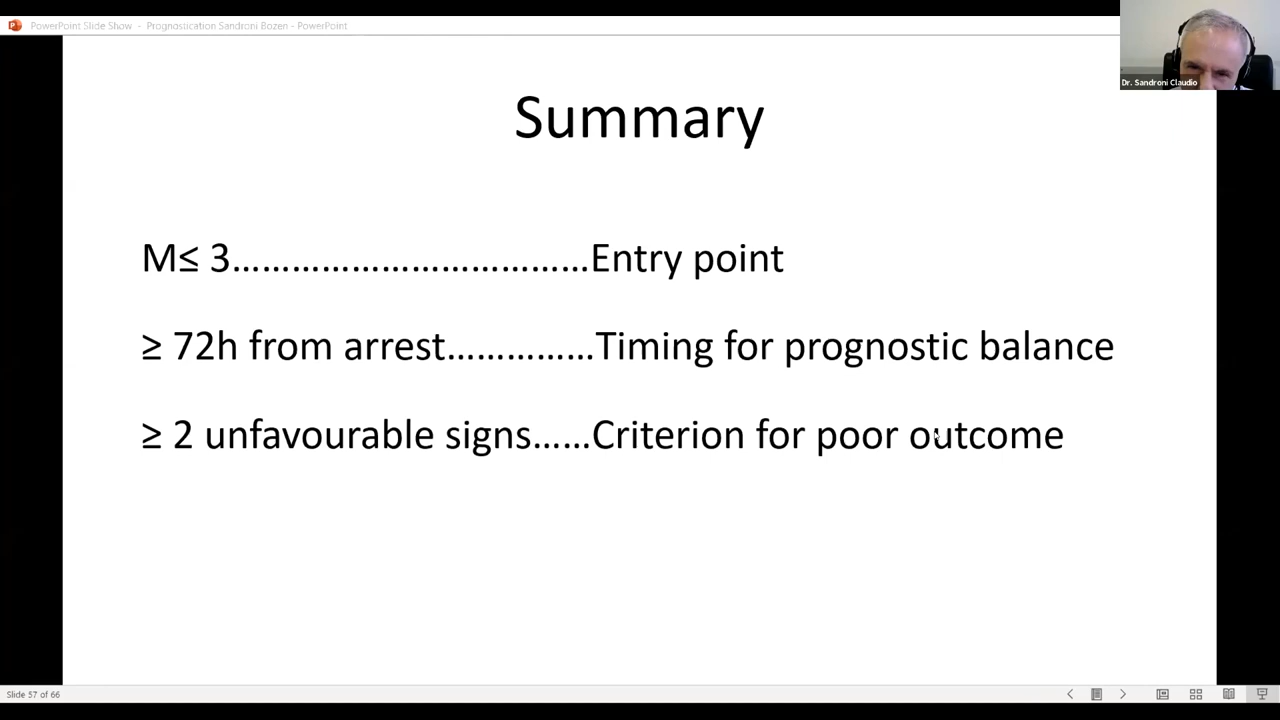 PowerPoint Slide Show - Prognostication Sandroni Bozen - PowerPoint
Dr. Sandroni Claudio
Summary
M≤ 3....................................Entry point
≥ 72h from arrest...............Timing for prognostic balance
≥ 2 unfavourable signs......Criterion for poor outcome
Slide 57 of 66